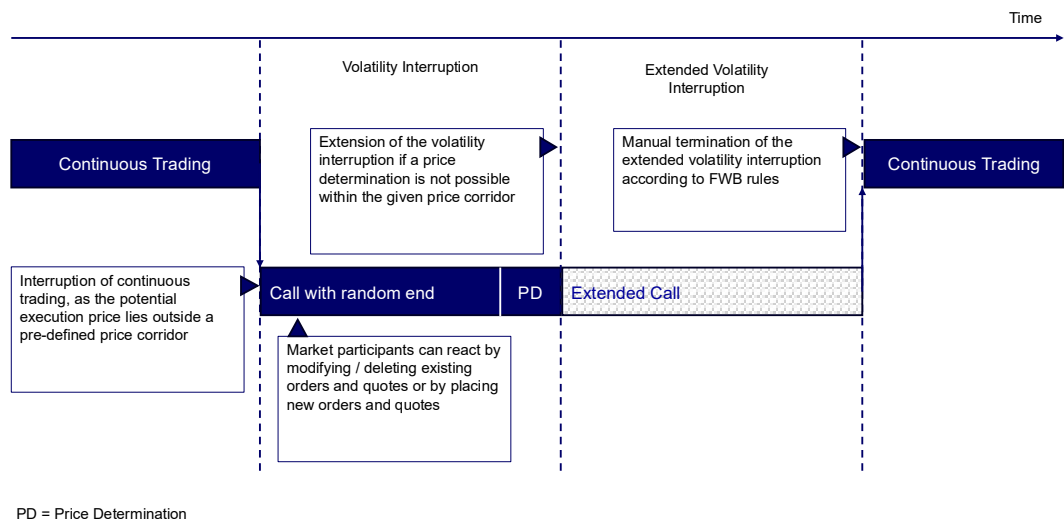 Time
Volatility Interruption
Extended Volatility
Interruption
Continuous Trading
Extension of the volatility
interruption if a price
determination is not possible
within the given price corridor
Manual termination of the
extended volatility interruption
according to FWB rules
Continuous Trading
Interruption of continuous
trading, as the potential
execution price lies outside a
pre-defined price corridor
Call with random end
PD
Extended Call
Market participants can react by
modifying / deleting existing
orders and quotes or by placing
new orders and quotes
PD = Price Determination